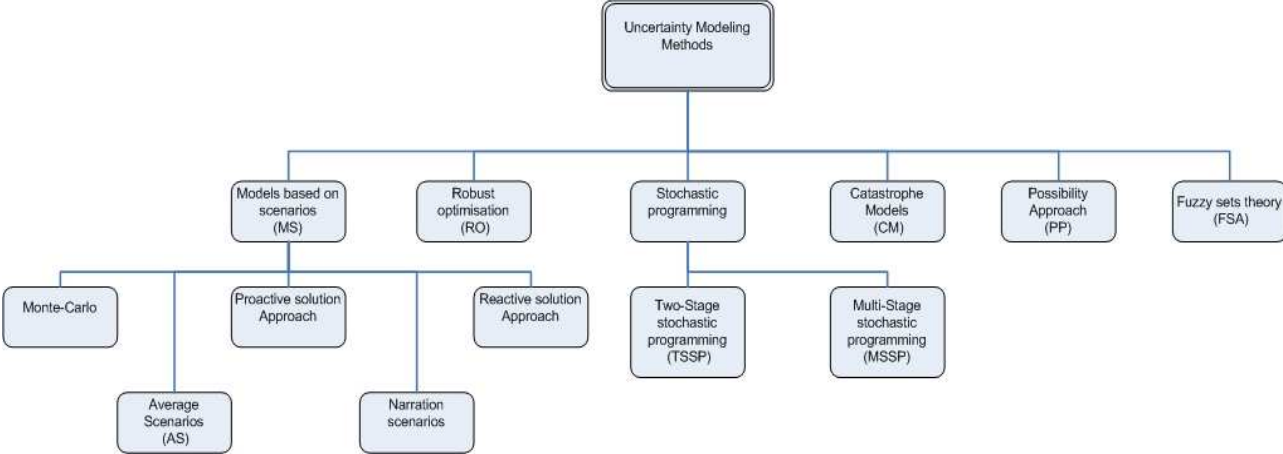 Uncertainty Modeling
Methods
Models based on
scenarios
(MS)
Robust
optimisation
(RO)
Stochastic
programming
Catastrophe
Models
(CM)
Possibility
Approach
(PP)
Fuzzy sets theory
(FSA)
Monte-Carlo
Proactive solution
Approach
Reactive solution
Approach
Two-Stage
stochastic
programming
(TSSP)
Multi-Stage
stochastic
programming
(MSSP)
Average
Scenarios
(AS)
Narration
scenarios